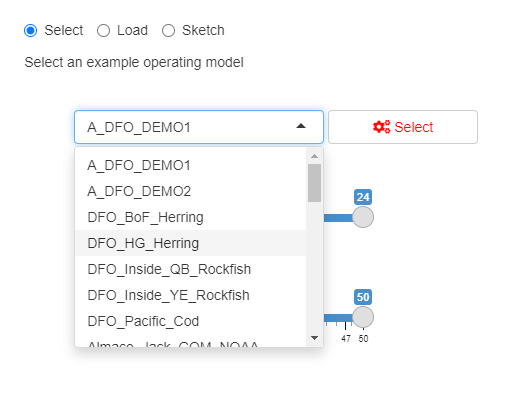 Select Load Sketch
Select an example operating model
A_DFO_DEMO1 Select
A_DFO_DEMO1
A_DFO_DEMO2
DFO_BoF_Herring
24
DFO_HG_Herring
DFO_Inside_QB_Rockfish
DFO_Inside_YE_Rockfish
50
DFO_Pacific_Cod
47 50
Almaco_Jack_GOM_NOAA